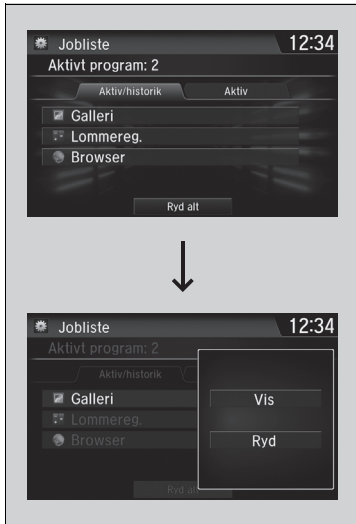 Jobliste 12:34
Aktivt program: 2
Aktiv/historik Aktiv
Galleri
Lommereg.
Browser
Ryd alt
Jobliste 12:34
Aktivt program: 2
Aktiv/historik
Galleri Vis
Lommereg.
Browser Ryd
Ryd alt